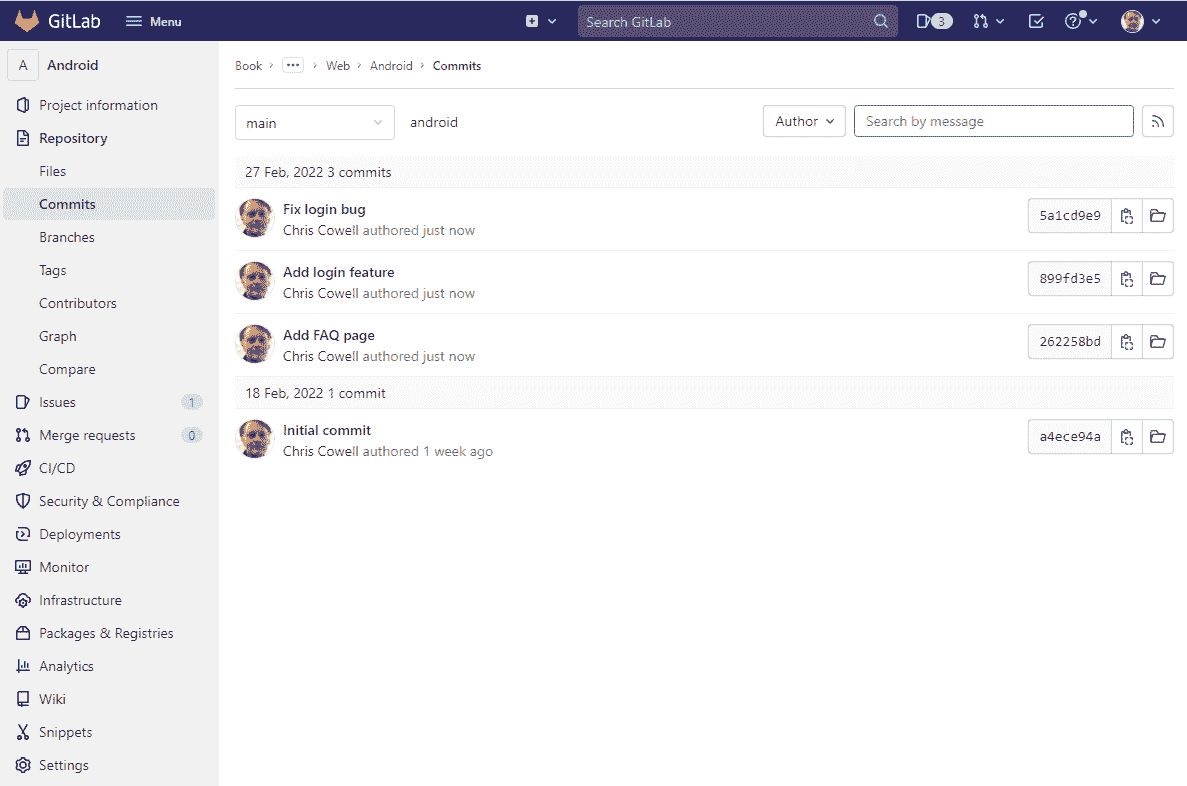 GitLab Menu Search GitLab 3
A Android
Project information
Repository
Files
Commits
Branches
Tags
Contributors
Graph
Compare
Issues 1
Merge requests 0
CI/CD
Security & Compliance
Deployments
Monitor
Infrastructure
Packages & Registries
Analytics
Wiki
Snippets
Settings
Book › ••• › Web › Android › Commits
main android Author Search by message
27 Feb, 2022 3 commits
Fix login bug
Chris Cowell authored just now
5a1cd9e9
Add login feature
Chris Cowell authored just now
899fd3e5
Add FAQ page
Chris Cowell authored just now
262258bd
18 Feb, 2022 1 commit
Initial commit
Chris Cowell authored 1 week ago
a4ece94a